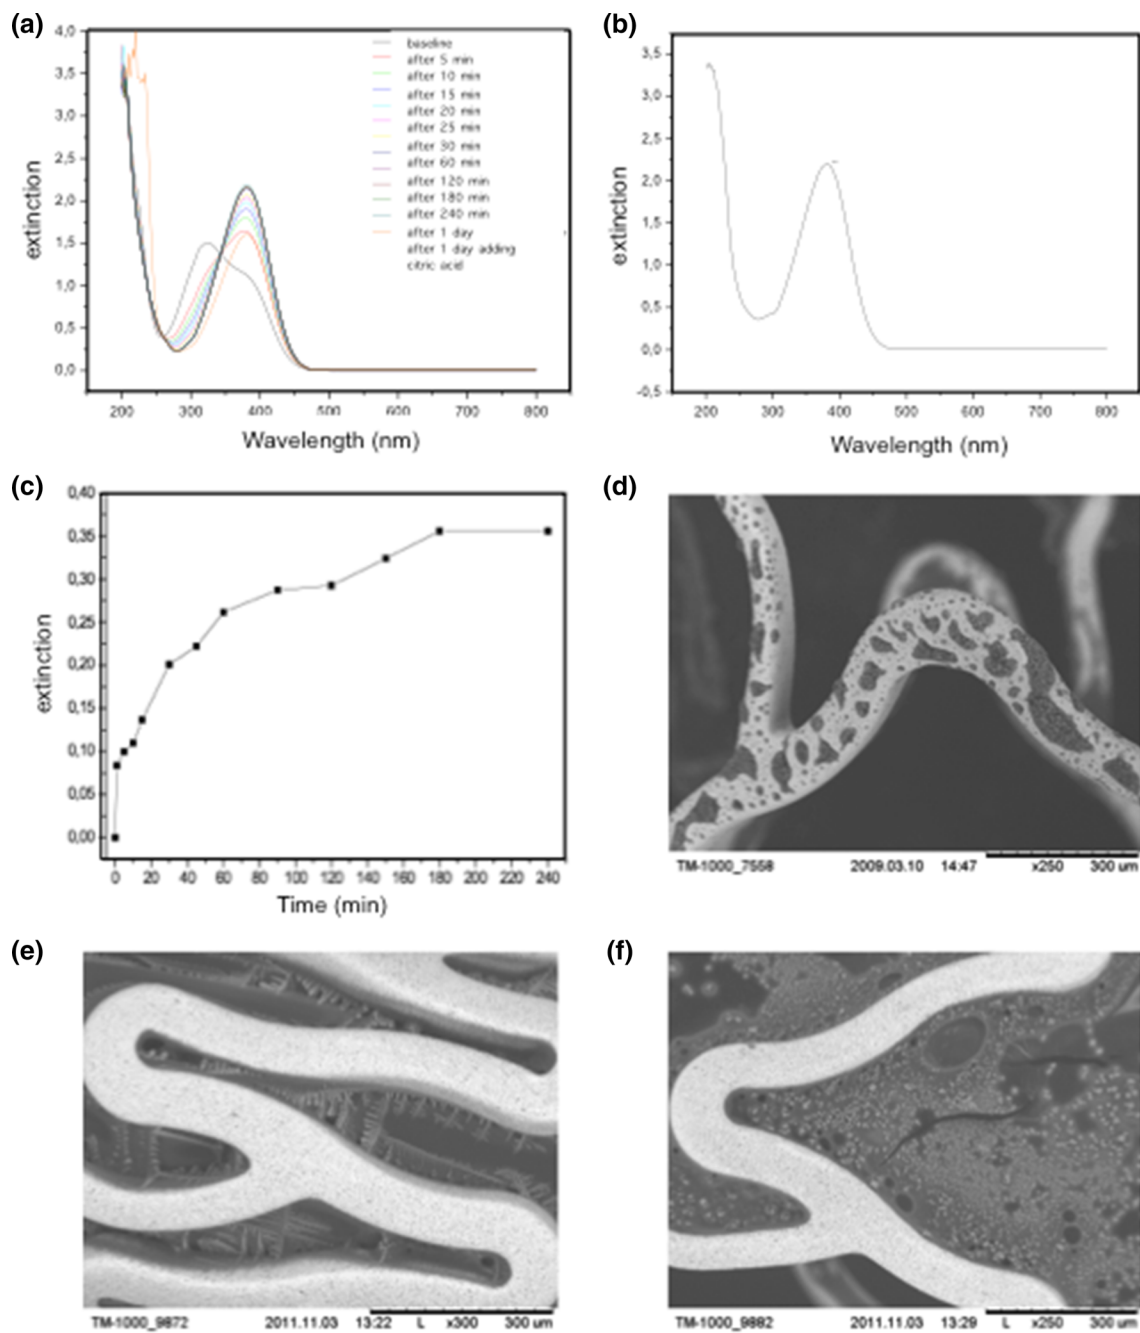 (a)
4,0
3,5
3,0
2,5
2,0
1,5
1,0
0,5
0,0
extinction
baseline
after 5 min
after 10 min
after 15 min
after 20 min
after 25 min
after 30 min
after 60 min
after 120 min
after 180 min
after 240 min
after 1 day
after 1 day adding
citric acid
200 300 400 500 600 700 800
Wavelength (nm)
(b)
3,5
3,0
2,5
2,0
1,5
1,0
0,5
0,0
-0,5
extinction
200 300 400 500 600 700 800
Wavelength (nm)
(c)
0,40
0,35
0,30
0,25
0,20
0,15
0,10
0,05
0,00
extinction
0 20 40 60 80 100 120 140 160 180 200 220 240
Time (min)
(d)
TM-1000_7558 2009.03.10 14:47 x250 300 um
(e)
TM-1000_9872 2011.11.03 13:22 L x300 300 um
(f)
TM-1000_9882 2011.11.03 13:29 L x250 300 um